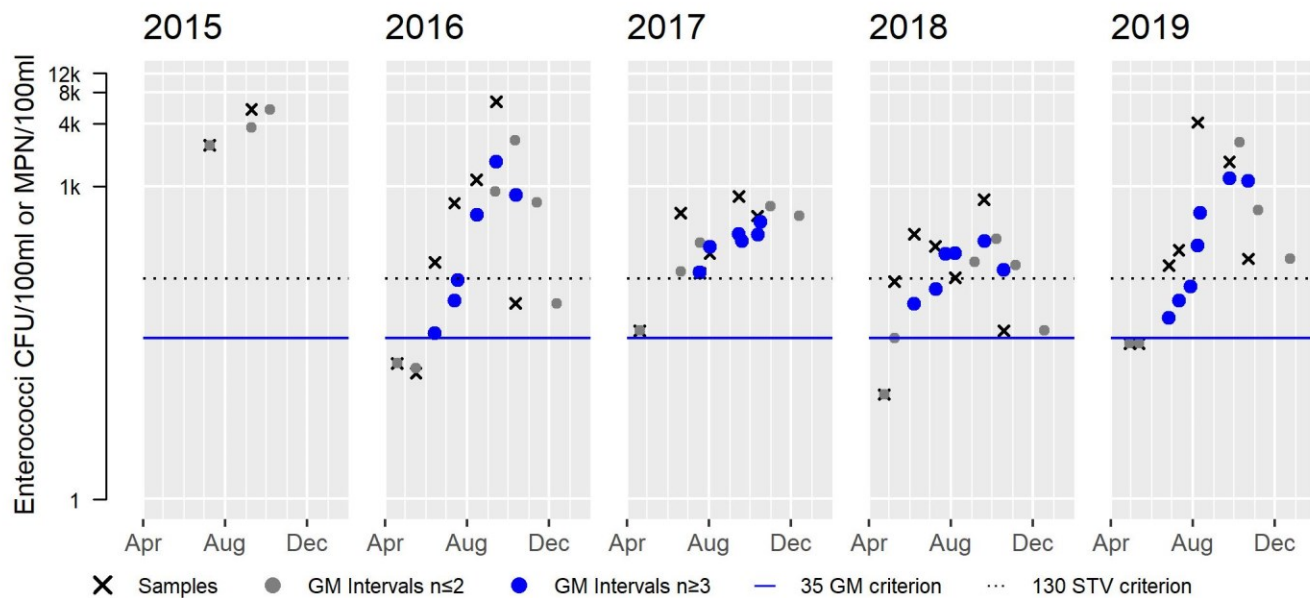 2015 2016 2017 2018 2019
Enterococci CFU/100ml or MPN/100ml
12k
8k
4k
1k
1
Apr Aug Dec Apr Aug Dec Apr Aug Dec Apr Aug Dec Apr Aug Dec
Samples GM Intervals n≤2 GM Intervals n≥3 35 GM criterion 130 STV criterion